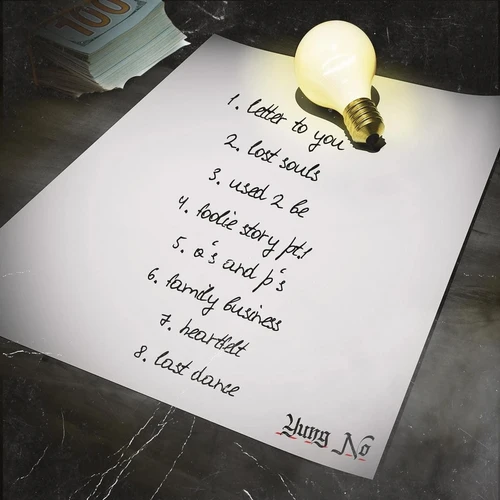 100
1. letter to you
2. lost souls
3. used 2 be
4. foodie story pt.1
5. a's and p's
6. family business
7. heartfelt
8. last dance
Yung No